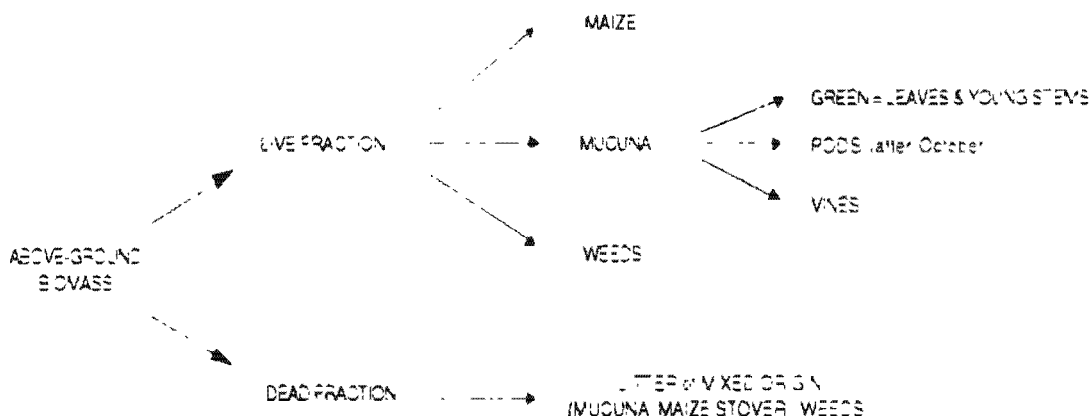 MAIZE
GREEN = LEAVES & YOUNG STEMS
LIVE FRACTION
MUCUNA
PODS (after October)
VINES
ABOVE-GROUND
BIOMASS
WEEDS
DEAD FRACTION
LITTER of MIXED ORIGIN
(MUCUNA, MAIZE STOVER, WEEDS